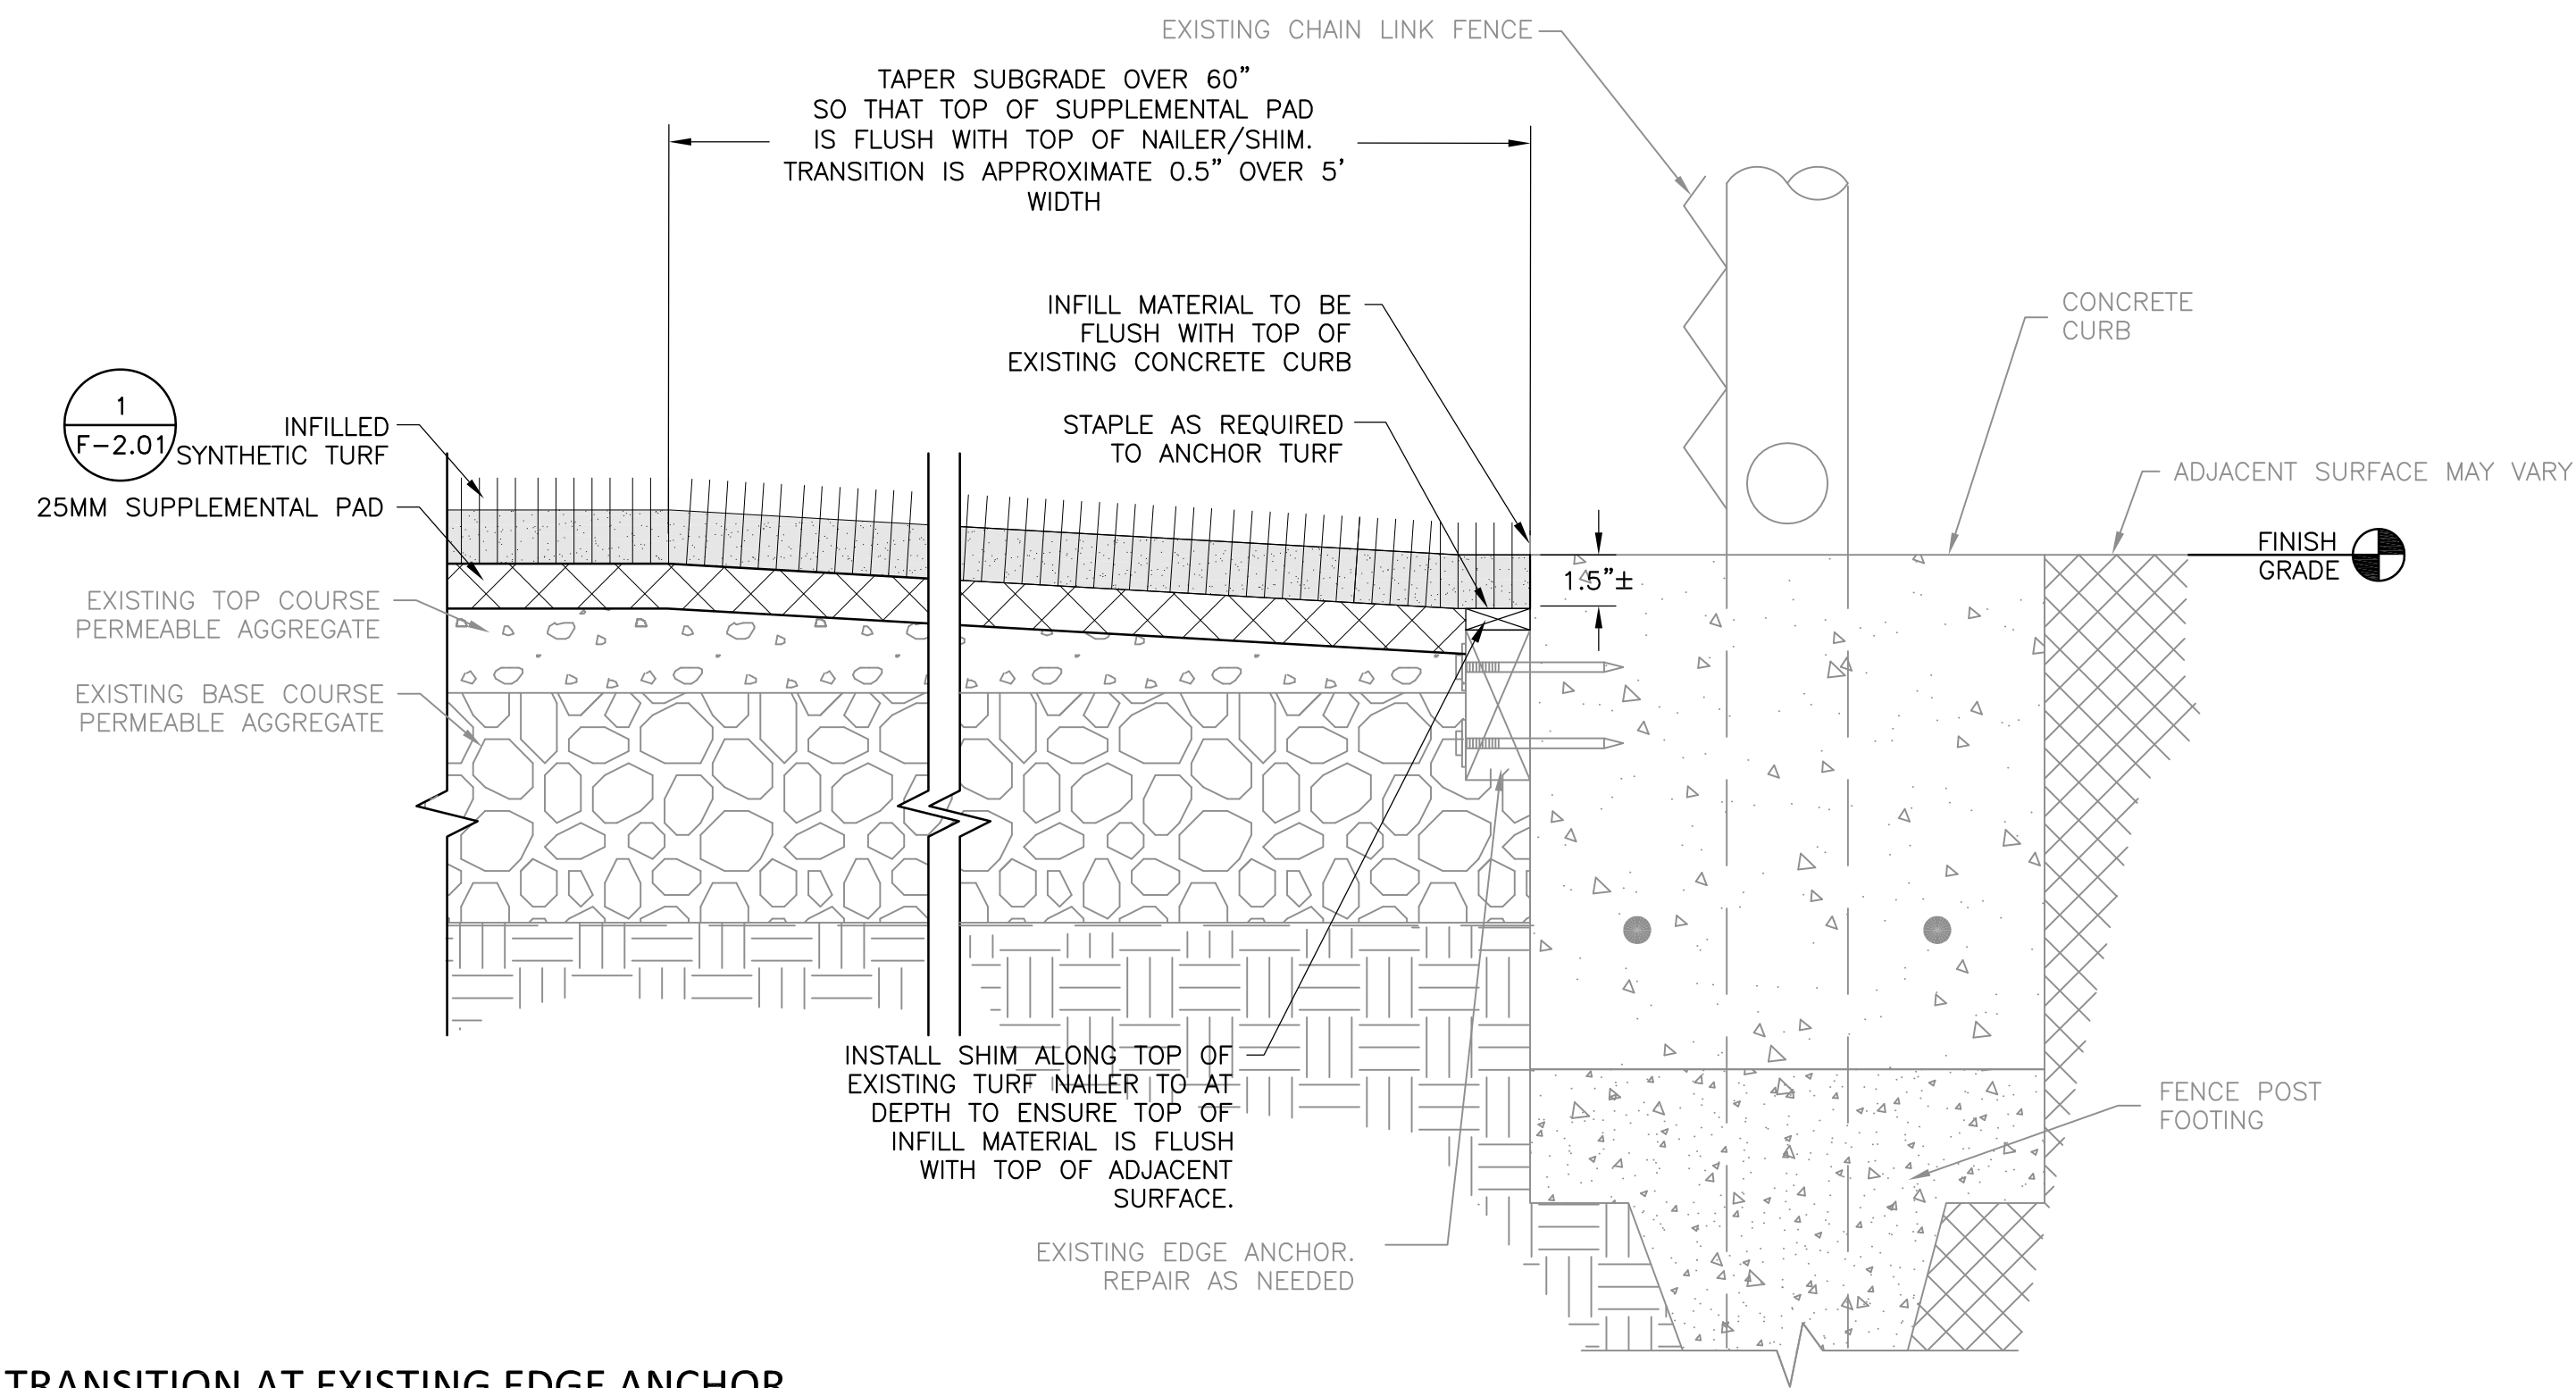 EXISTING CHAIN LINK FENCE
TAPER SUBGRADE OVER 60”
SO THAT TOP OF SUPPLEMENTAL PAD
IS FLUSH WITH TOP OF NAILER/SHIM.
TRANSITION IS APPROXIMATE 0.5” OVER 5’
WIDTH
INFILL MATERIAL TO BE
FLUSH WITH TOP OF
EXISTING CONCRETE CURB
CONCRETE
CURB
1
F-2.01
INFILLED
SYNTHETIC TURF
STAPLE AS REQUIRED
TO ANCHOR TURF
ADJACENT SURFACE MAY VARY
25MM SUPPLEMENTAL PAD
FINISH
GRADE
1.5”±
EXISTING TOP COURSE
PERMEABLE AGGREGATE
EXISTING BASE COURSE
PERMEABLE AGGREGATE
INSTALL SHIM ALONG TOP OF
EXISTING TURF NAILER TO AT
DEPTH TO ENSURE TOP OF
INFILL MATERIAL IS FLUSH
WITH TOP OF ADJACENT
SURFACE.
FENCE POST
FOOTING
EXISTING EDGE ANCHOR.
REPAIR AS NEEDED
TRANSITION AT EXISTING EDGE ANCHOR